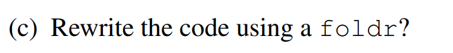 (c) Rewrite the code using a foldr?